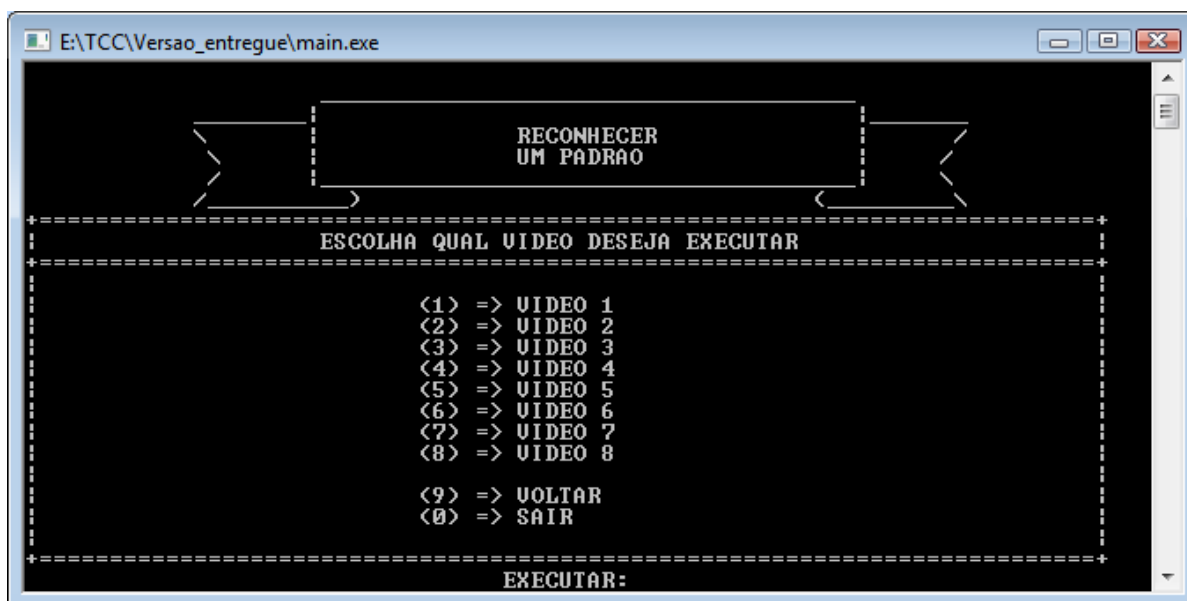 E:\TCC\Versao_entregue\main.exe
RECONHECER
UM PADRAO
ESCOLHA QUAL VIDEO DESEJA EXECUTAR
(1) => VIDEO 1
(2) => VIDEO 2
(3) => VIDEO 3
(4) => VIDEO 4
(5) => VIDEO 5
(6) => VIDEO 6
(7) => VIDEO 7
(8) => VIDEO 8
(9) => VOLTAR
(0) => SAIR
EXECUTAR: